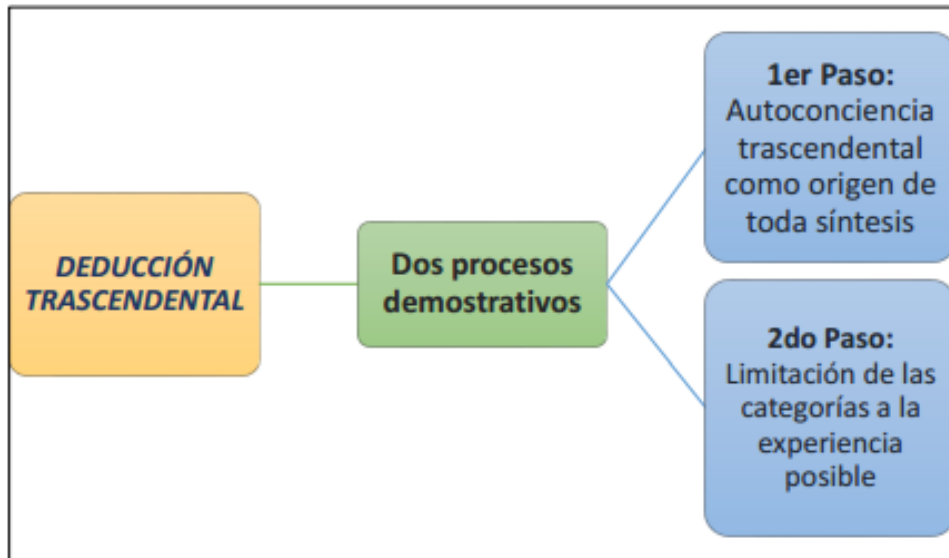 DEDUCCIÓN
TRASCENDENTAL
Dos procesos
demostrativos
1er Paso:
Autoconciencia
trascendental
como origen de
toda síntesis
2do Paso:
Limitación de las
categorías a la
experiencia
posible